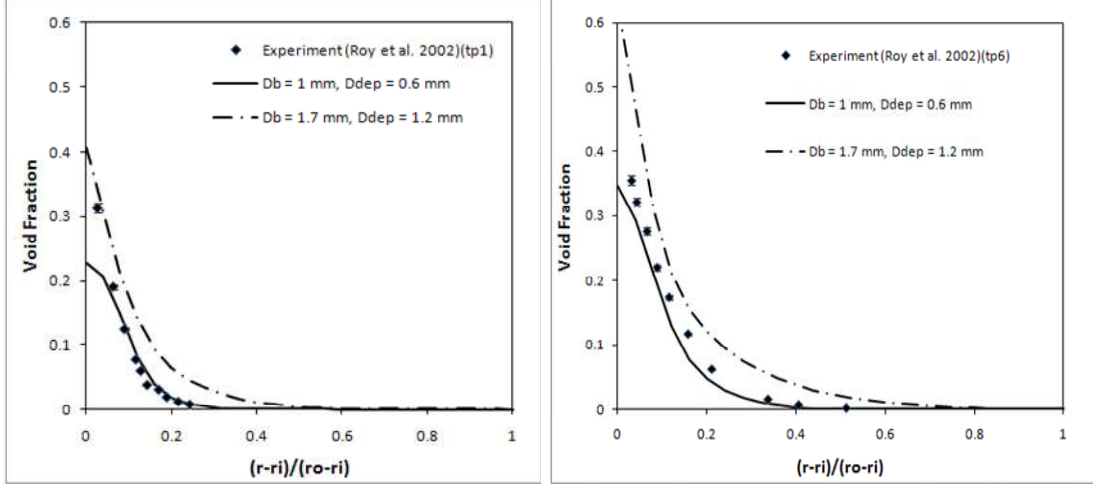 0.6
0.5
0.4
0.3
0.2
0.1
0
Void Fraction
Experiment (Roy et al. 2002)(tp1)
Db = 1 mm, Ddep = 0.6 mm
Db = 1.7 mm, Ddep = 1.2 mm
0 0.2 0.4 0.6 0.8 1
(r-ri)/(ro-ri)
0.6
0.5
0.4
0.3
0.2
0.1
0
Void Fraction
Experiment (Roy et al. 2002)(tp6)
Db = 1 mm, Ddep = 0.6 mm
Db = 1.7 mm, Ddep = 1.2 mm
0 0.2 0.4 0.6 0.8 1
(r-ri)/(ro-ri)